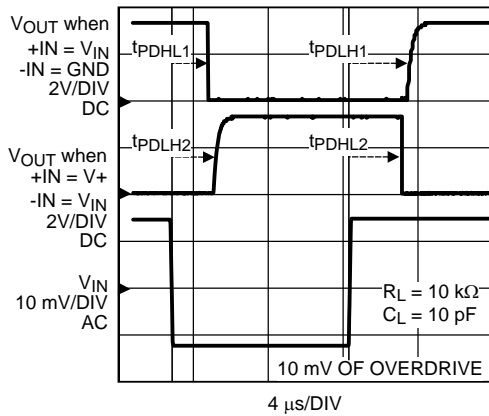 VOUT when
+IN = VIN
-IN = GND
2V/DIV
DC
tPDHL1
tPDLH1
VOUT when
+IN = V+
-IN = VIN
2V/DIV
DC
tPDLH2
tPDHL2
VIN
10 mV/DIV
AC
RL = 10 kΩ
CL = 10 pF
10 mV OF OVERDRIVE
4 µs/DIV